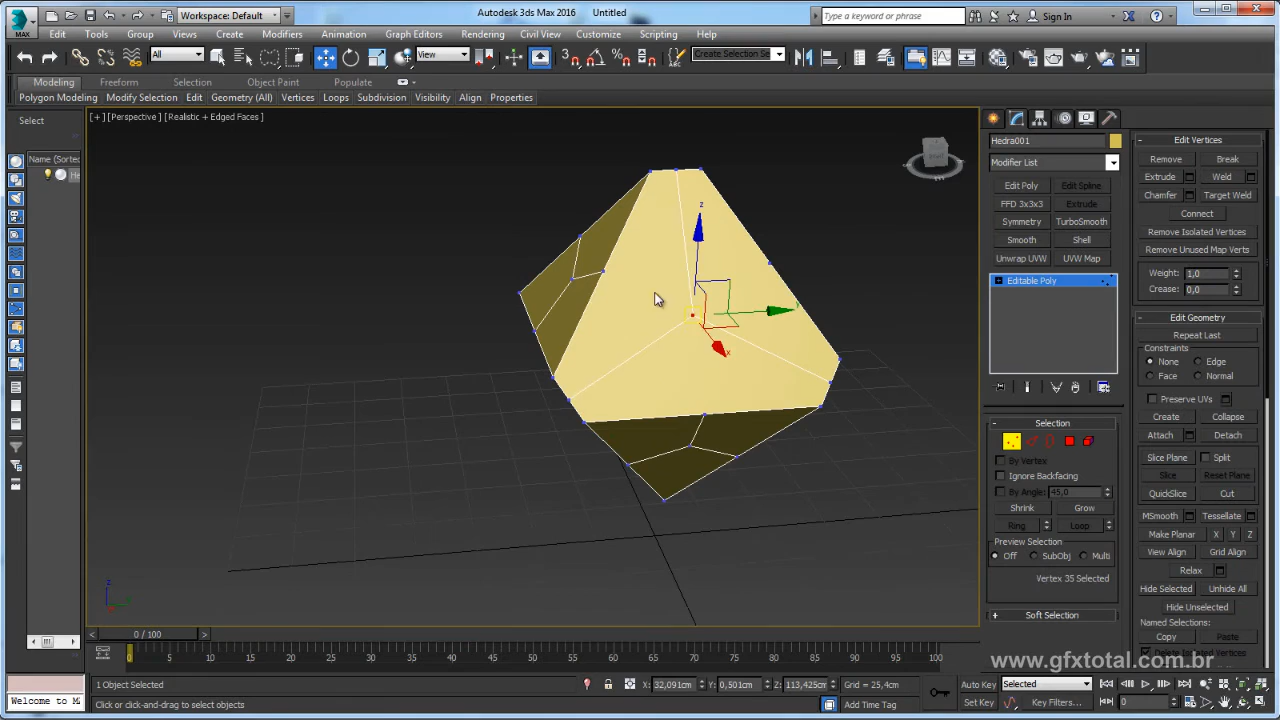 Autodesk 3ds Max 2016    Untitled
Workspace: Default
Type a keyword or phrase
Sign In
MAX
Edit Tools Group Views Create Modifiers Animation Graph Editors Rendering Civil View Customize Scripting Help
All
View
Create Selection Se
Modeling Freeform Selection Object Paint Populate
Polygon Modeling Modify Selection Edit Geometry (All) Vertices Loops Subdivision Visibility Align Properties
Select
Name (Sorted
He
[+] [Perspective] [Realistic + Edged Faces]
z
x
Hedra001
Modifier List
Edit Poly Edit Spline
FFD 3x3x3 Extrude
Symmetry TurboSmooth
Smooth Shell
Unwrap UVW UVW Map
Editable Poly
Selection
By Vertex
Ignore Backfacing
By Angle: 45,0
Shrink Grow
Ring Loop
Preview Selection
Off SubObj Multi
Vertex 35 Selected
Soft Selection
Edit Vertices
Remove Break
Extrude Weld
Chamfer Target Weld
Connect
Remove Isolated Vertices
Remove Unused Map Verts
Weight: 1,0
Crease: 0,0
Edit Geometry
Repeat Last
Constraints
None Edge
Face Normal
Preserve UVs
Create Collapse
Attach Detach
Slice Plane Split
Slice Reset Plane
QuickSlice Cut
MSmooth Tessellate
Make Planar X Y Z
View Align Grid Align
Relax
Hide Selected Unhide All
Hide Unselected
Named Selections:
Copy Paste
Delete Isolated Vertices
0 / 100
0 5 10 15 20 25 30 35 40 45 50 55 60 65 70 75 80 85 90 95 100
www.gfxtotal.com.br
1 Object Selected
X: 32,091cm Y: 0,501cm Z: 113,425cm Grid = 25,4cm
Auto Key Selected
Welcome to MA
Click or click-and-drag to select objects
Add Time Tag
Set Key Key Filters... 0